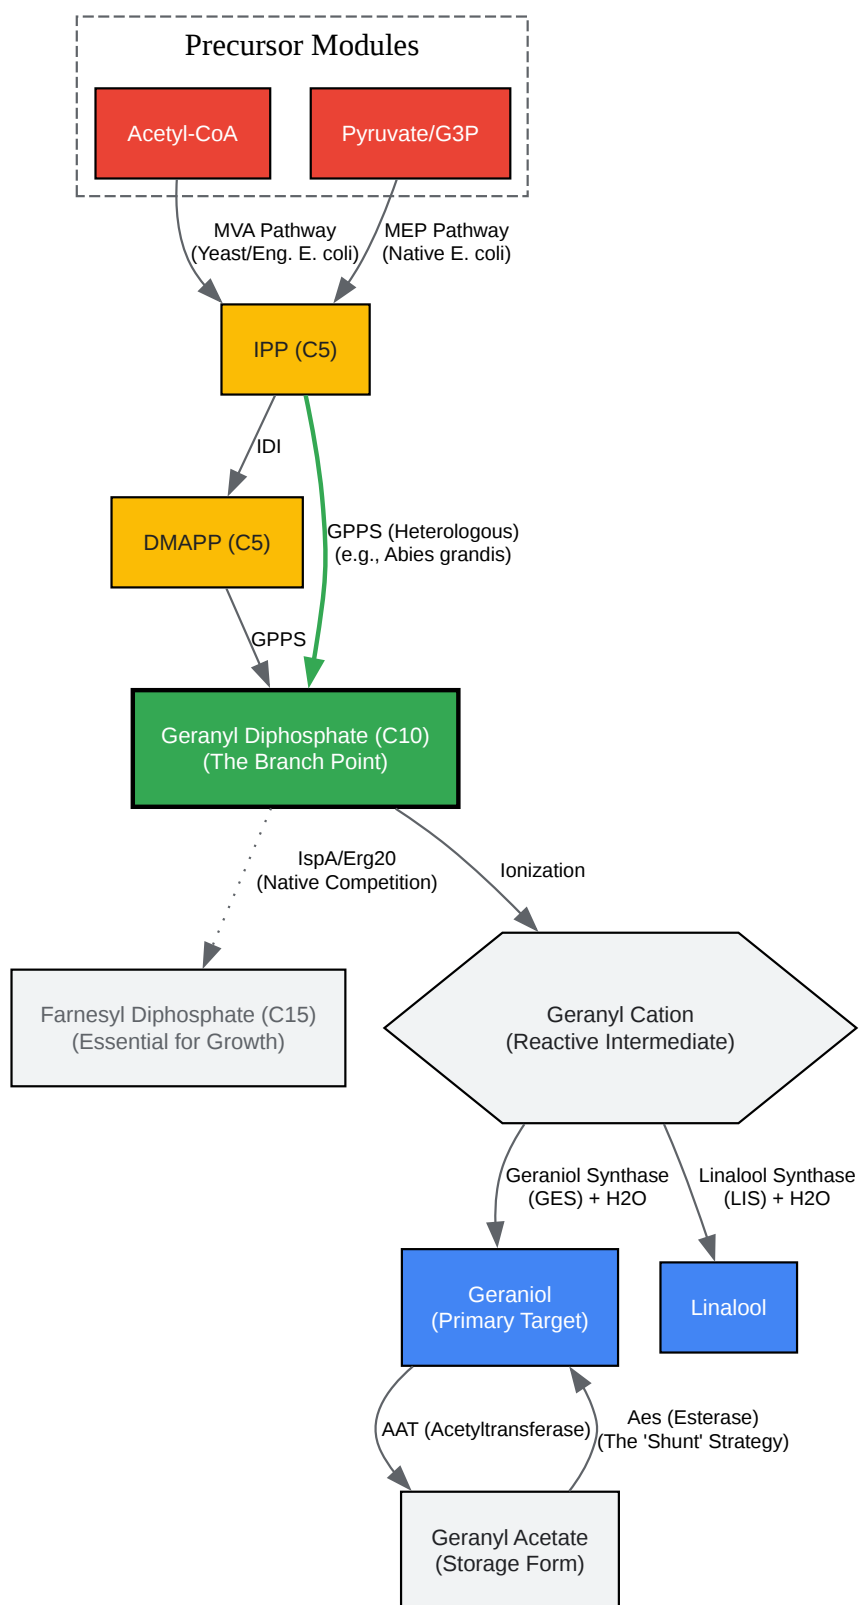 Precursor Modules
Acetyl-CoA
Pyruvate/G3P
MVA Pathway
(Yeast/Eng. E. coli)
MEP Pathway
(Native E. coli)
IPP (C5)
IDI
GPPS (Heterologous)
(e.g., Abies grandis)
DMAPP (C5)
GPPS
Geranyl Diphosphate (C10)
(The Branch Point)
IspA/Erg20
(Native Competition)
Ionization
Farnesyl Diphosphate (C15)
(Essential for Growth)
Geranyl Cation
(Reactive Intermediate)
Geraniol Synthase
(GES) + H2O
Linalool Synthase
(LIS) + H2O
Geraniol
(Primary Target)
Linalool
AAT (Acetyltransferase)
Aes (Esterase)
(The 'Shunt' Strategy)
Geranyl Acetate
(Storage Form)